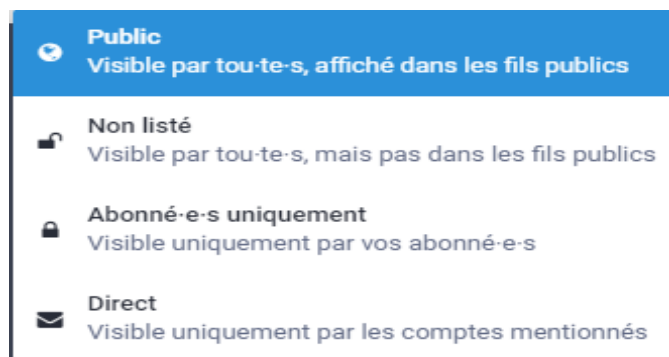 Public
Visible par tou·te·s, affiché dans les fils publics
Non listé
Visible par tou·te·s, mais pas dans les fils publics
Abonné·e·s uniquement
Visible uniquement par vos abonné·e·s
Direct
Visible uniquement par les comptes mentionnés